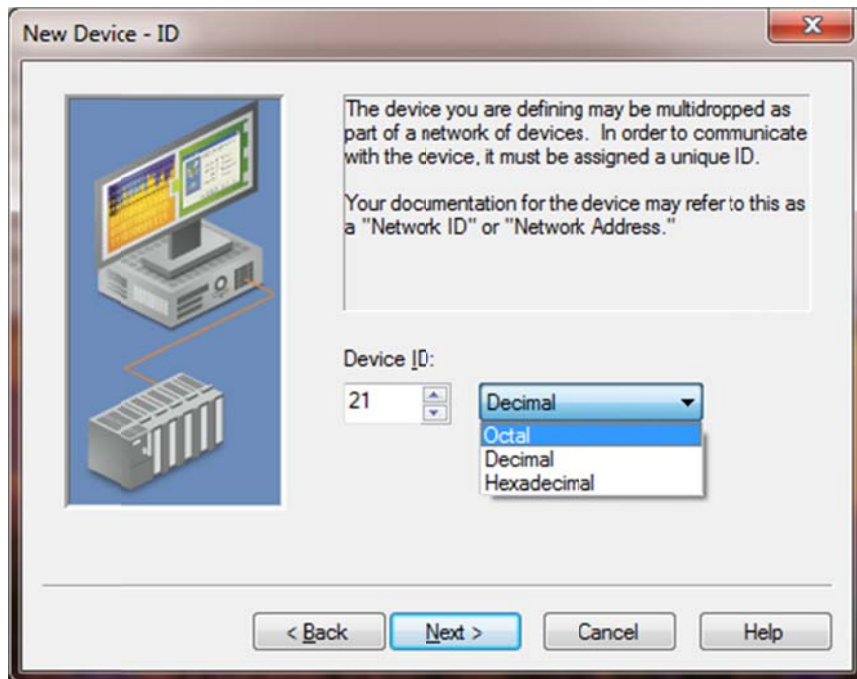 New Device - ID
The device you are defining may be multidropped as
part of a network of devices. In order to communicate
with the device, it must be assigned a unique ID.
Your documentation for the device may refer to this as
a "Network ID" or "Network Address."
Device ID:
21
Decimal
Octal
Decimal
Hexadecimal
< Back
Next >
Cancel
Help